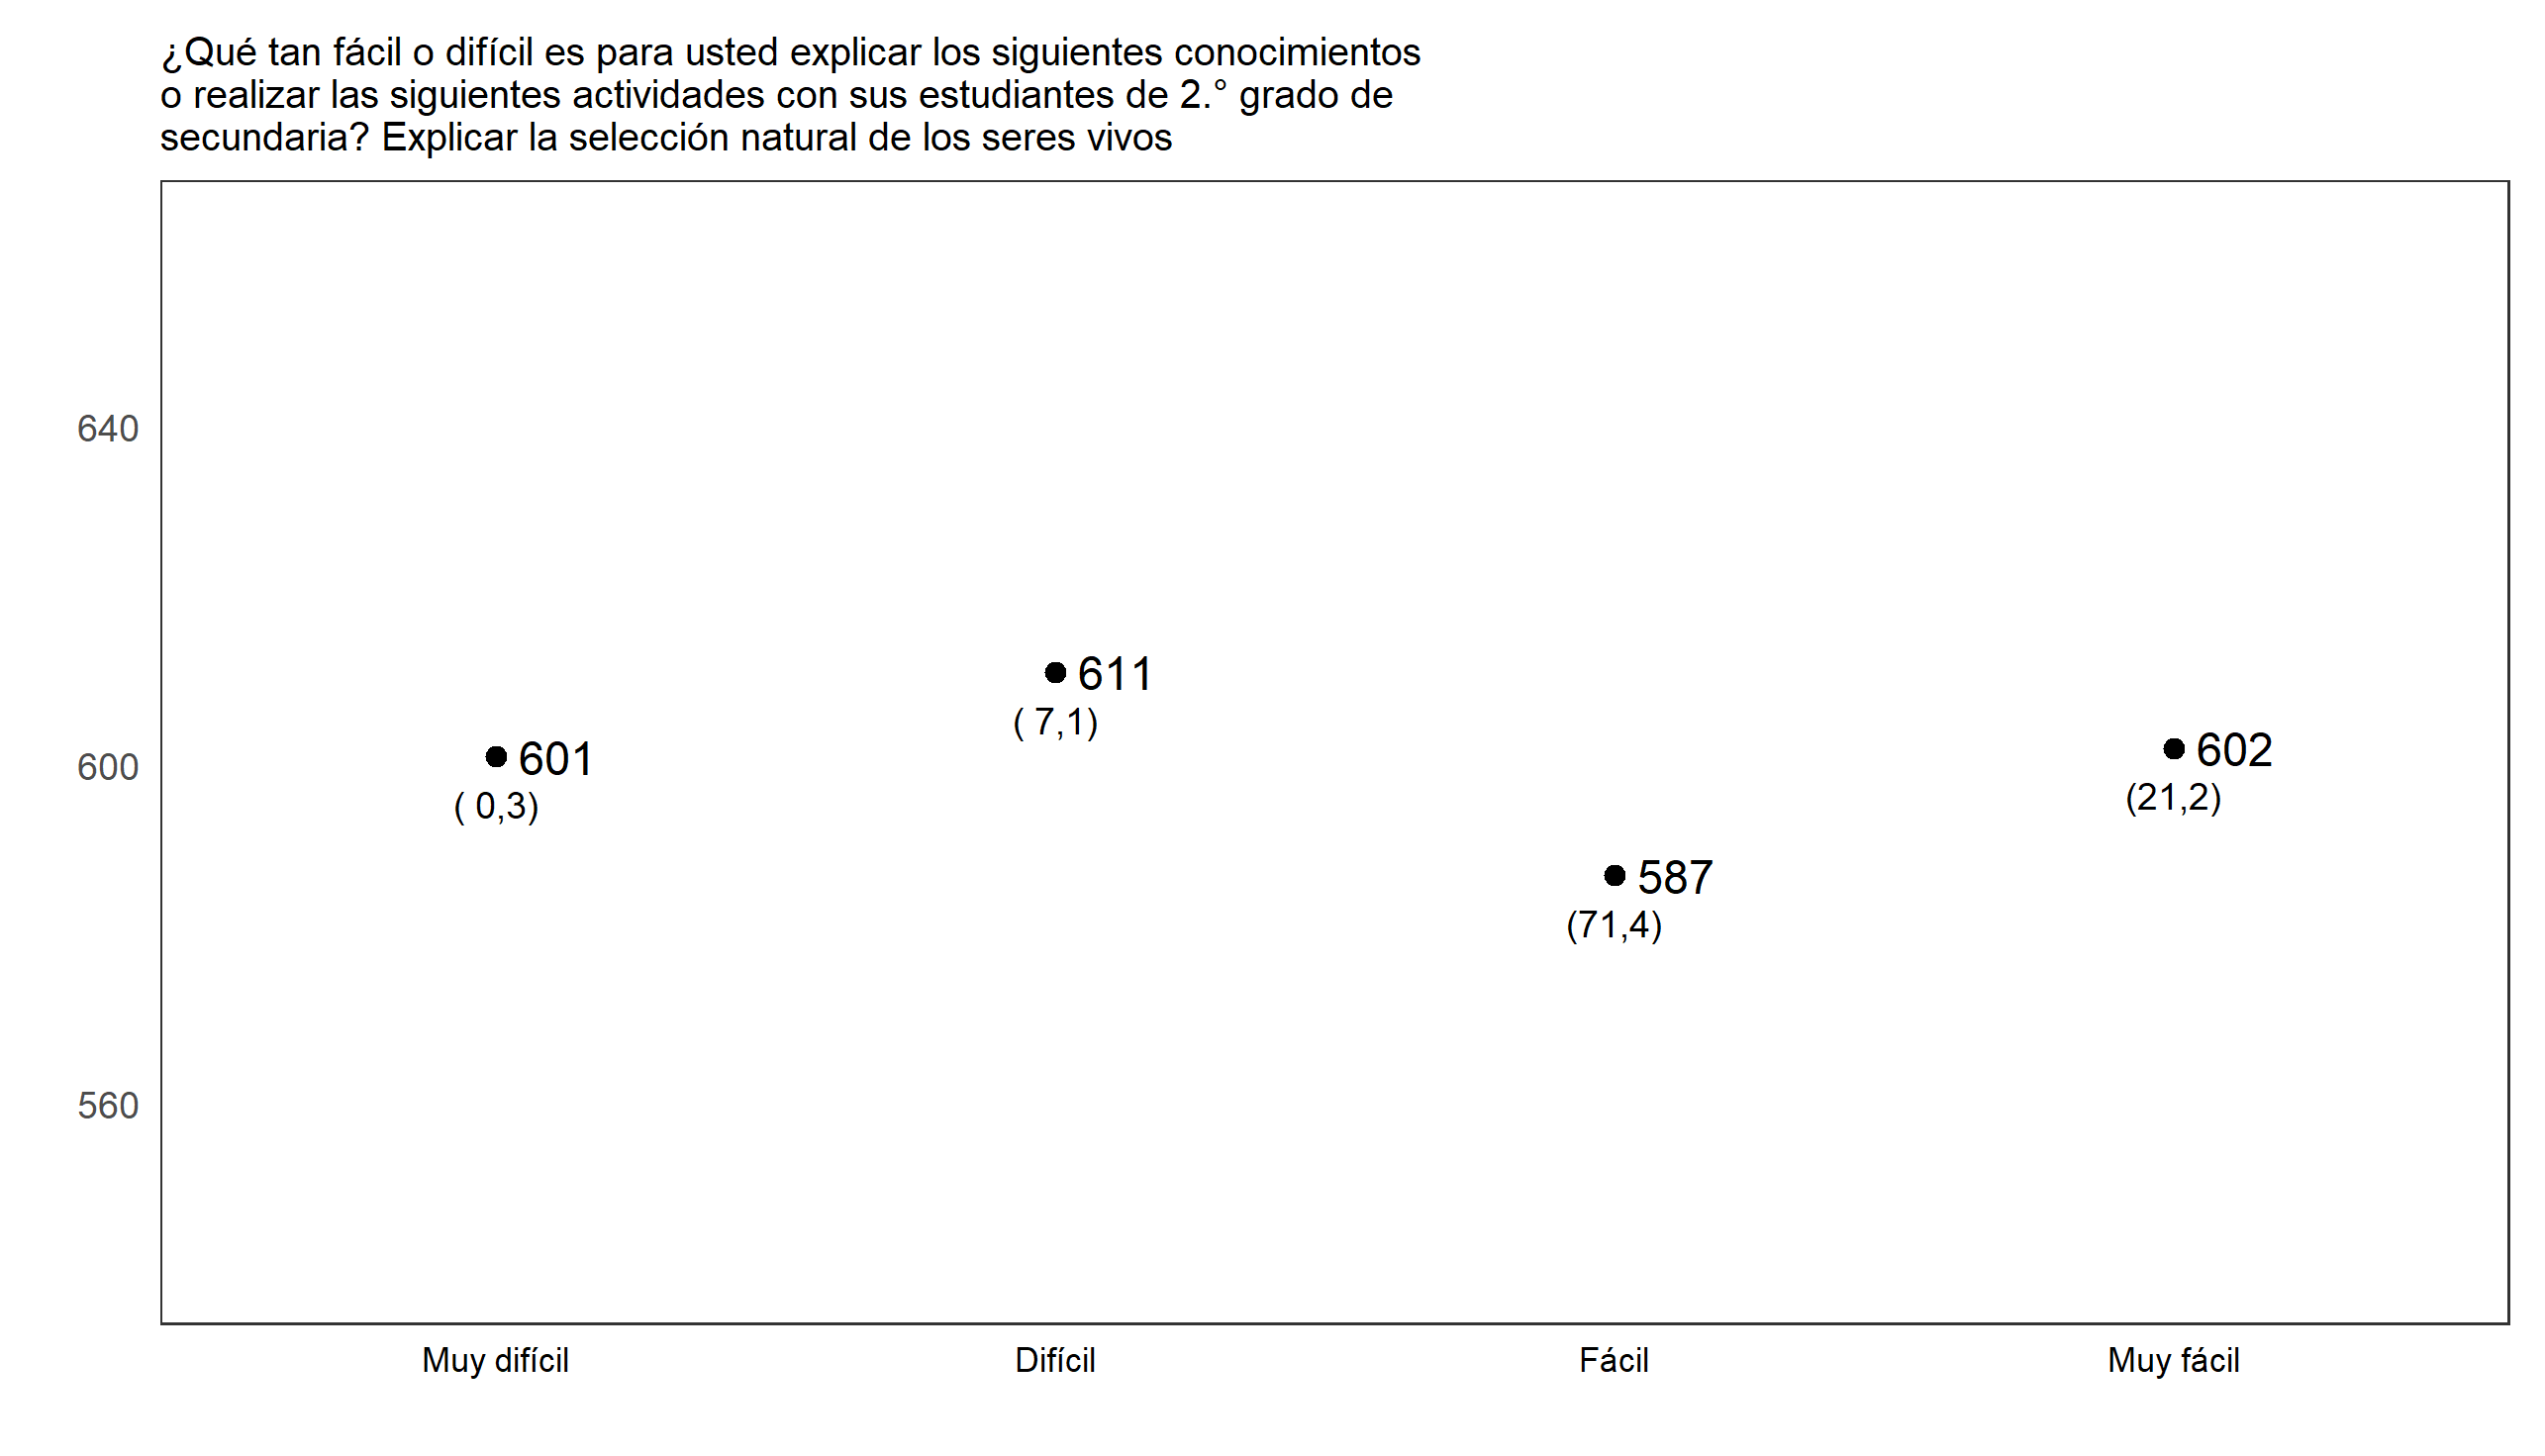 ¿Qué tan fácil o difícil es para usted explicar los siguientes conocimientos
o realizar las siguientes actividades con sus estudiantes de 2.° grado de
secundaria? Explicar la selección natural de los seres vivos
640
600
560
601
( 0,3)
611
( 7,1)
587
(71,4)
602
(21,2)
Muy difícil
Difícil
Fácil
Muy fácil